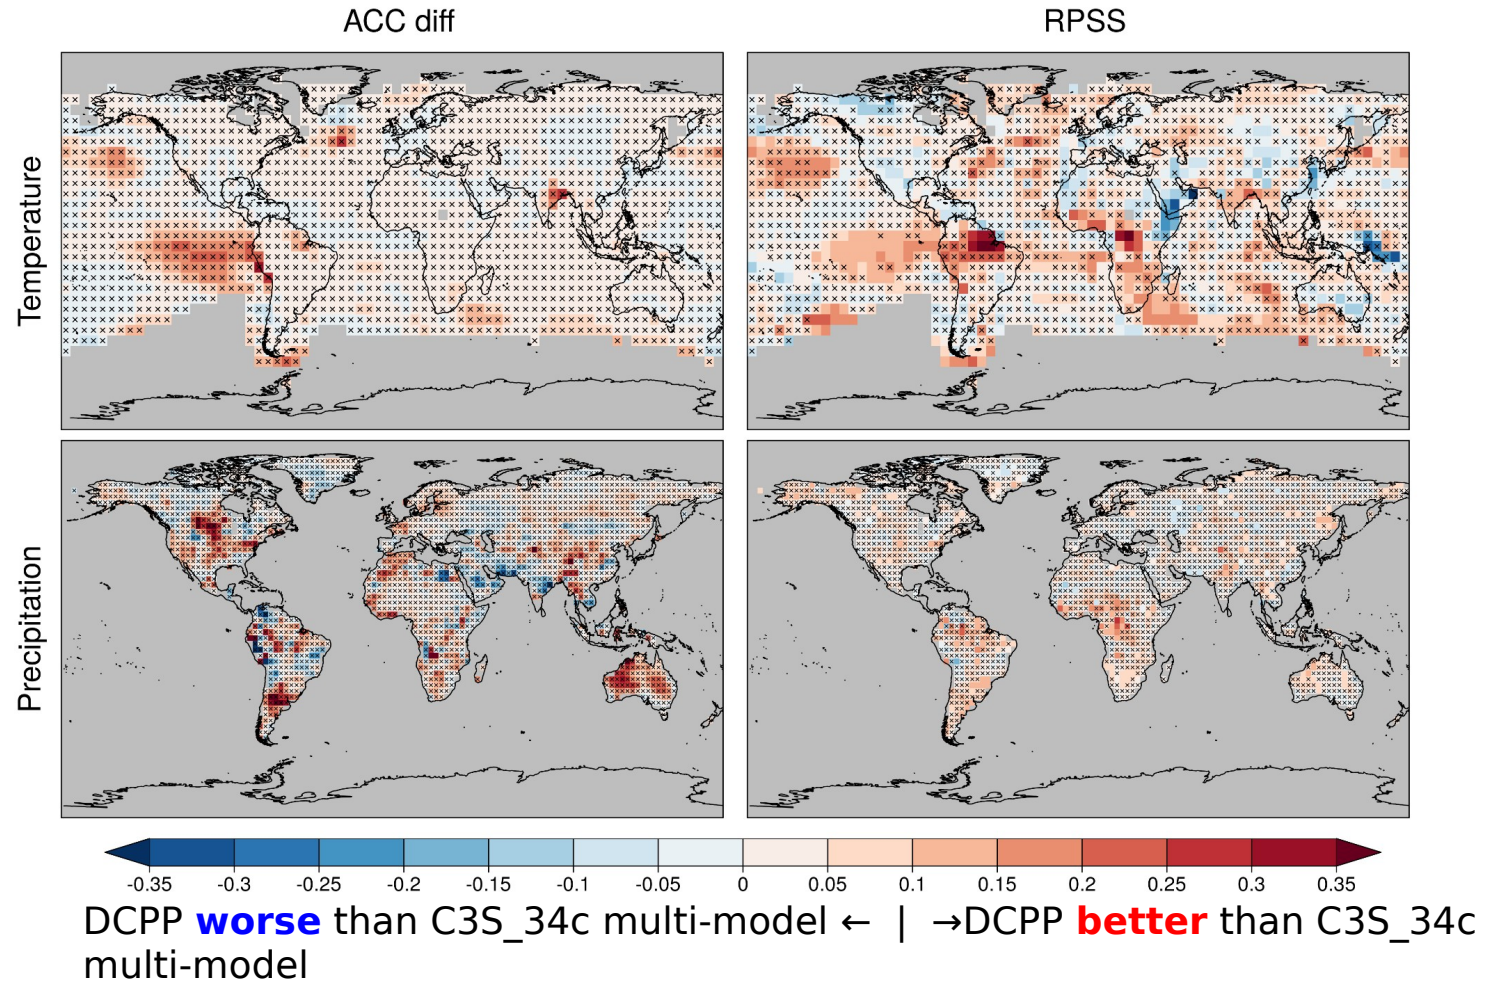 ACC diff
RPSS
Temperature
Precipitation
-0.35 -0.3 -0.25 -0.2 -0.15 -0.1 -0.05 0 0.05 0.1 0.15 0.2 0.25 0.3 0.35
DCPP worse than C3S_34c multi-model ← | →DCPP better than C3S_34c
multi-model